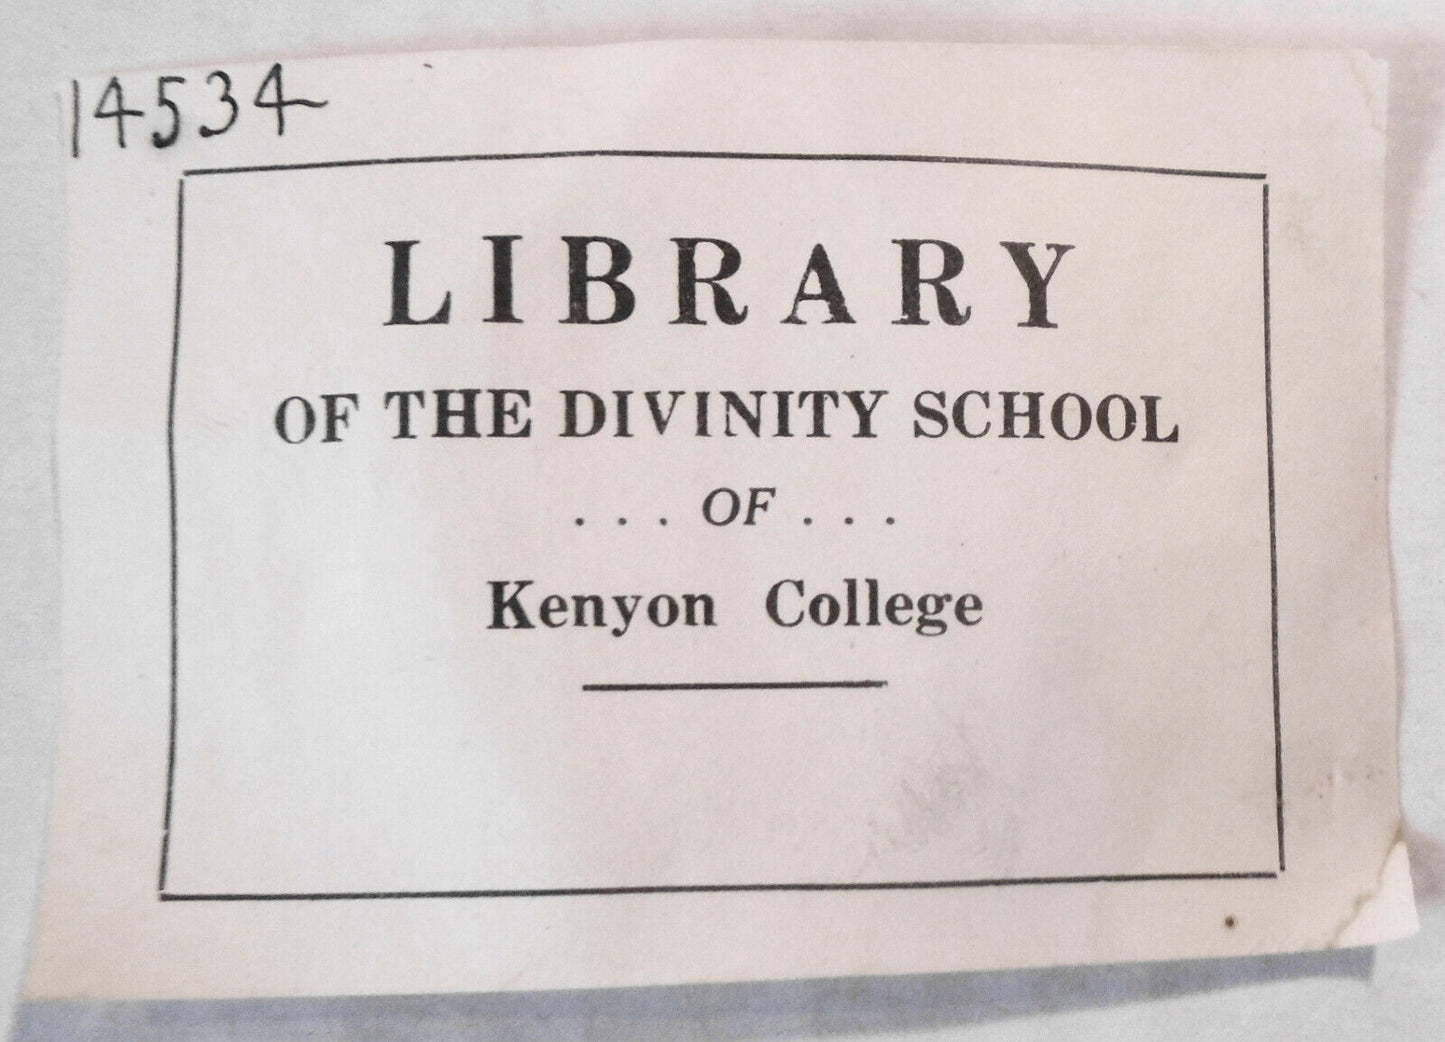 14534
LIBRARY
OF THE DIVINITY SCHOOL
. . . OF . . .
Kenyon College